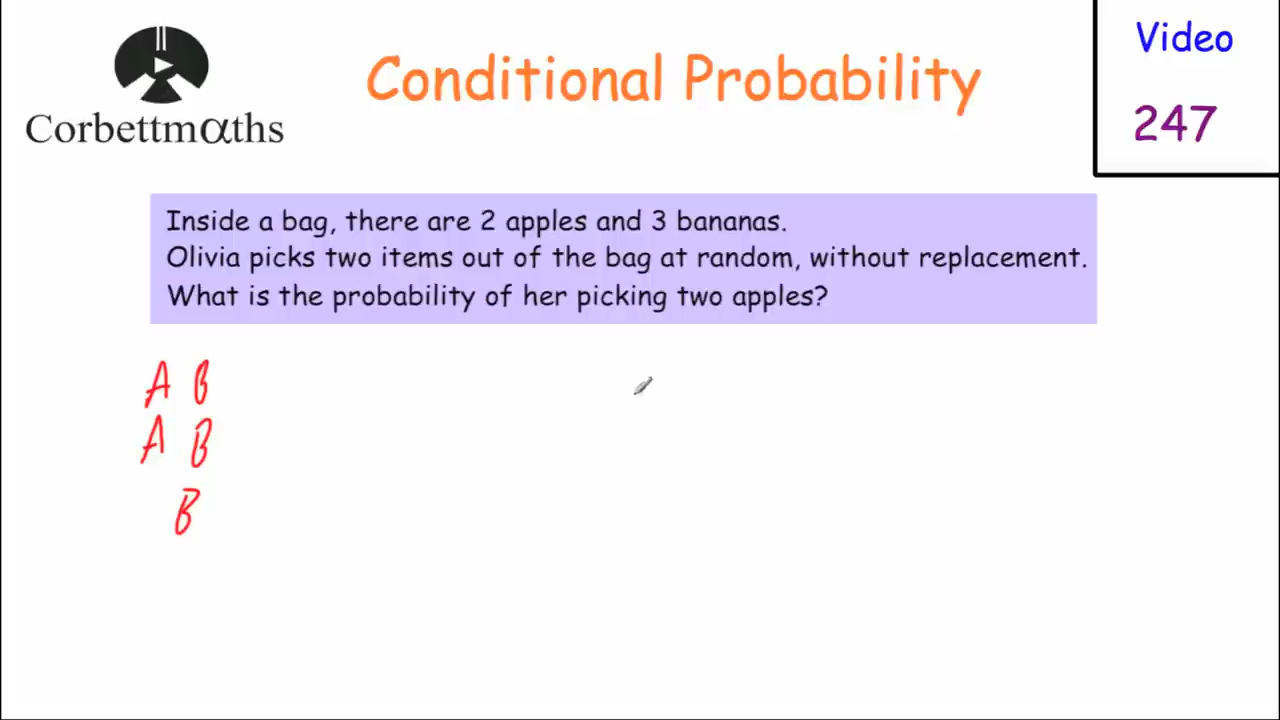 Corbettmαths
Conditional Probability
Video
247
Inside a bag, there are 2 apples and 3 bananas.
Olivia picks two items out of the bag at random, without replacement.
What is the probability of her picking two apples?
A B
A B
B